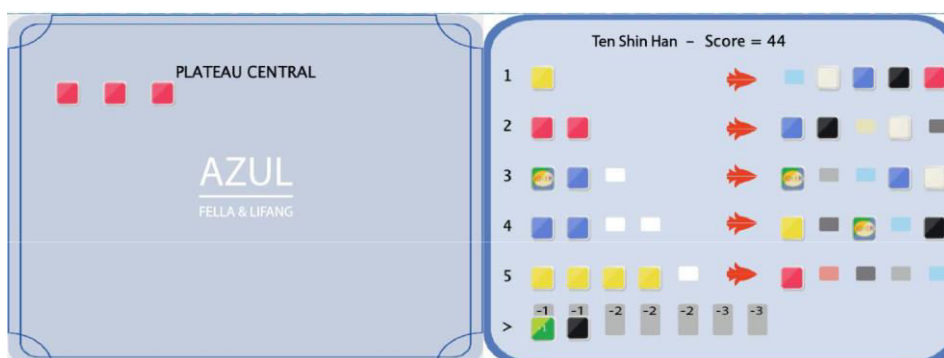 PLATEAU CENTRAL
AZUL
FELLA & LIFANG
Ten Shin Han - Score = 44
1
2
3
4
5
-1 -1 -2 -2 -2 -3 -3
> -1